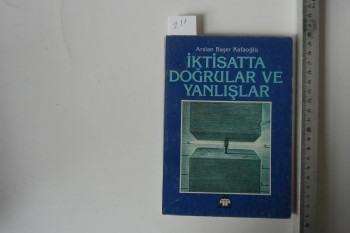 Arslan Başer Kafaoğlu
İKTİSATTA
DOĞRULAR VE
YANLIŞLAR